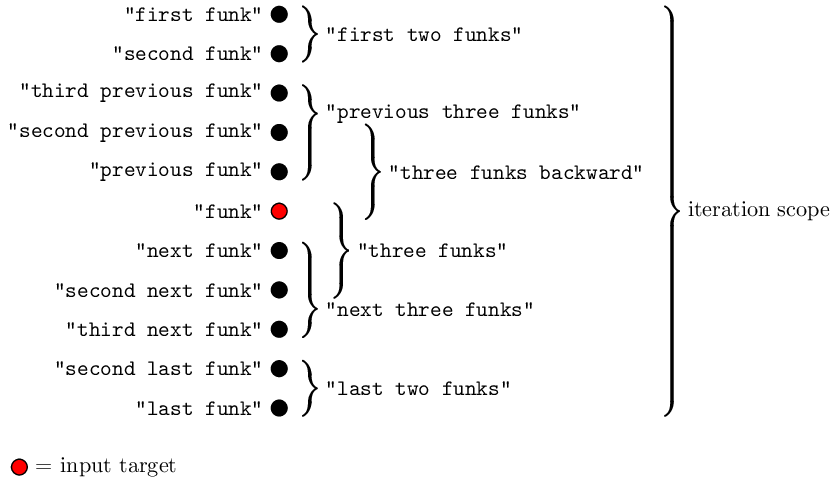 "first funk"
"first two funks"
"second funk"
"third previous funk"
"previous three funks"
"second previous funk"
"previous funk"
"three funks backward"
"funk"
iteration scope
"next funk"
"three funks"
"second next funk"
"next three funks"
"third next funk"
"second last funk"
"last two funks"
"last funk"
= input target